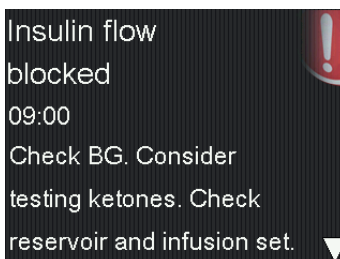 Insulin flow
blocked
09:00
Check BG. Consider
testing ketones. Check
reservoir and infusion set.